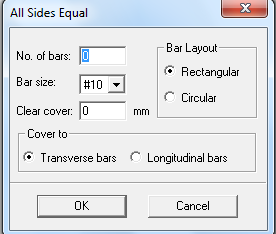 All Sides Equal
No. of bars: 0
Bar size: #10
Clear cover: 0 mm
Bar Layout
Rectangular
Circular
Cover to
Transverse bars Longitudinal bars
OK Cancel